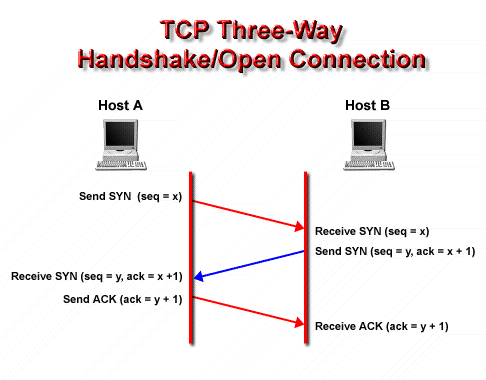 TCP Three-Way
Handshake/Open Connection
Host A
Host B
Send SYN (seq = x)
Receive SYN (seq = x)
Send SYN (seq = y, ack = x + 1)
Receive SYN (seq = y, ack = x +1)
Send ACK (ack = y + 1)
Receive ACK (ack = y + 1)